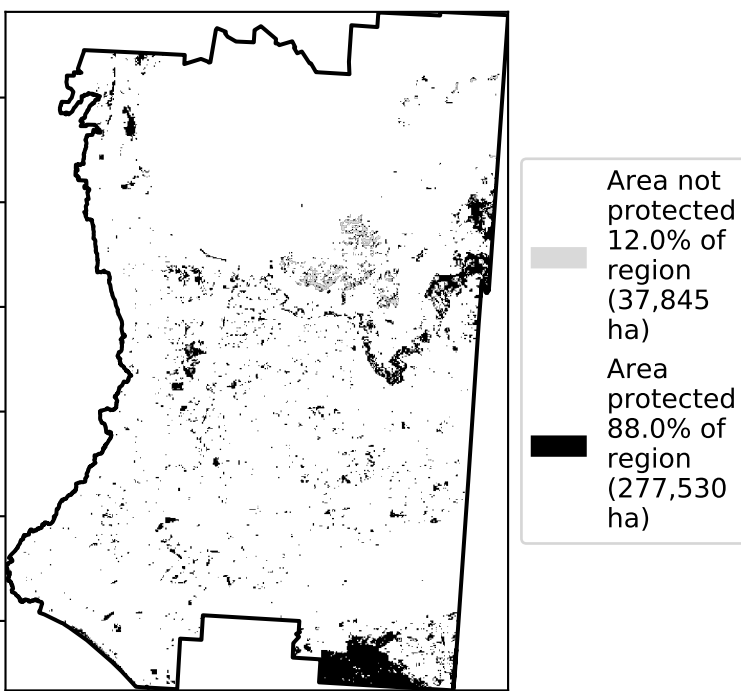 Area not
protected
12.0% of
region
(37,845
ha)
Area
protected
88.0% of
region
(277,530
ha)